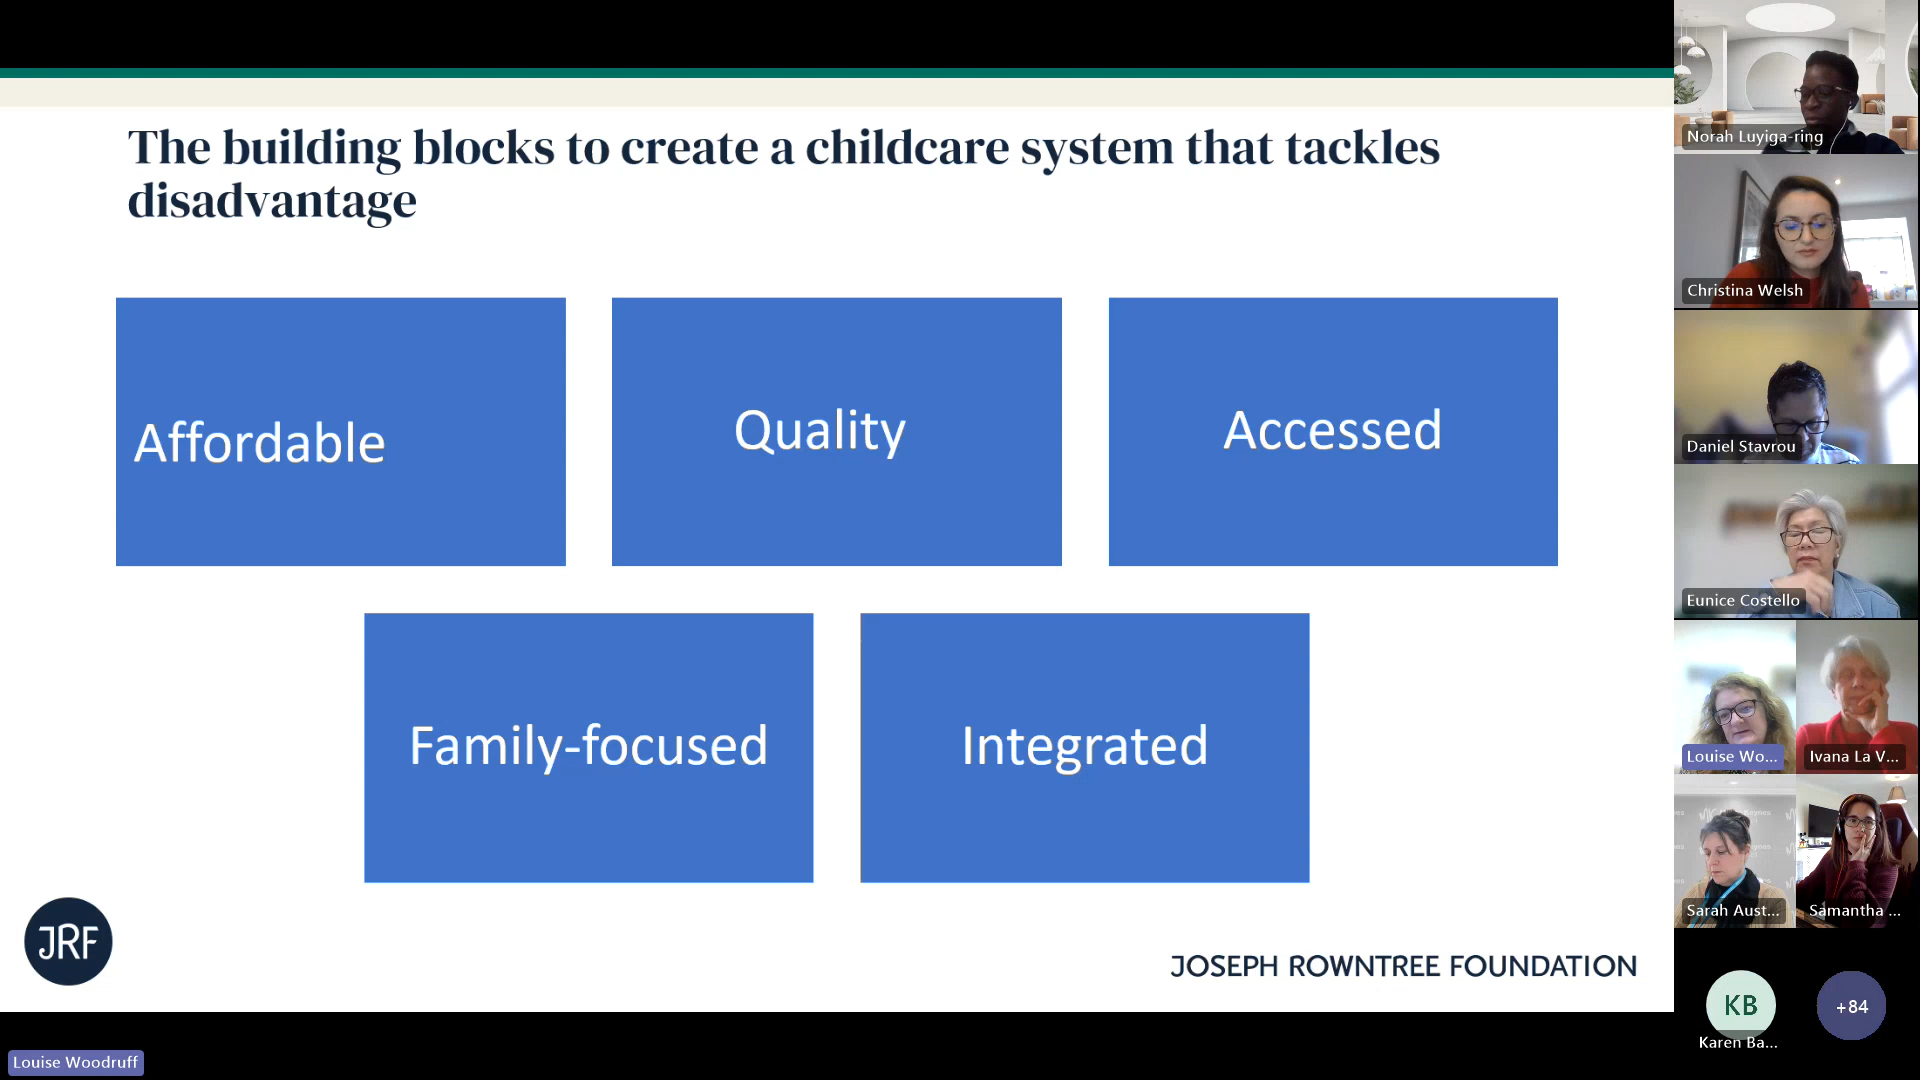 The building blocks to create a childcare system that tackles
disadvantage
Affordable
Quality
Accessed
Family-focused
Integrated
JRF
JOSEPH ROWNTREE FOUNDATION
Louise Woodruff
Norah Luyiga-ring
Christina Welsh
Daniel Stavrou
Eunice Costello
Louise Wo...
Ivana La V...
Sarah Aust...
Samantha ...
KB
Karen Ba...
+84